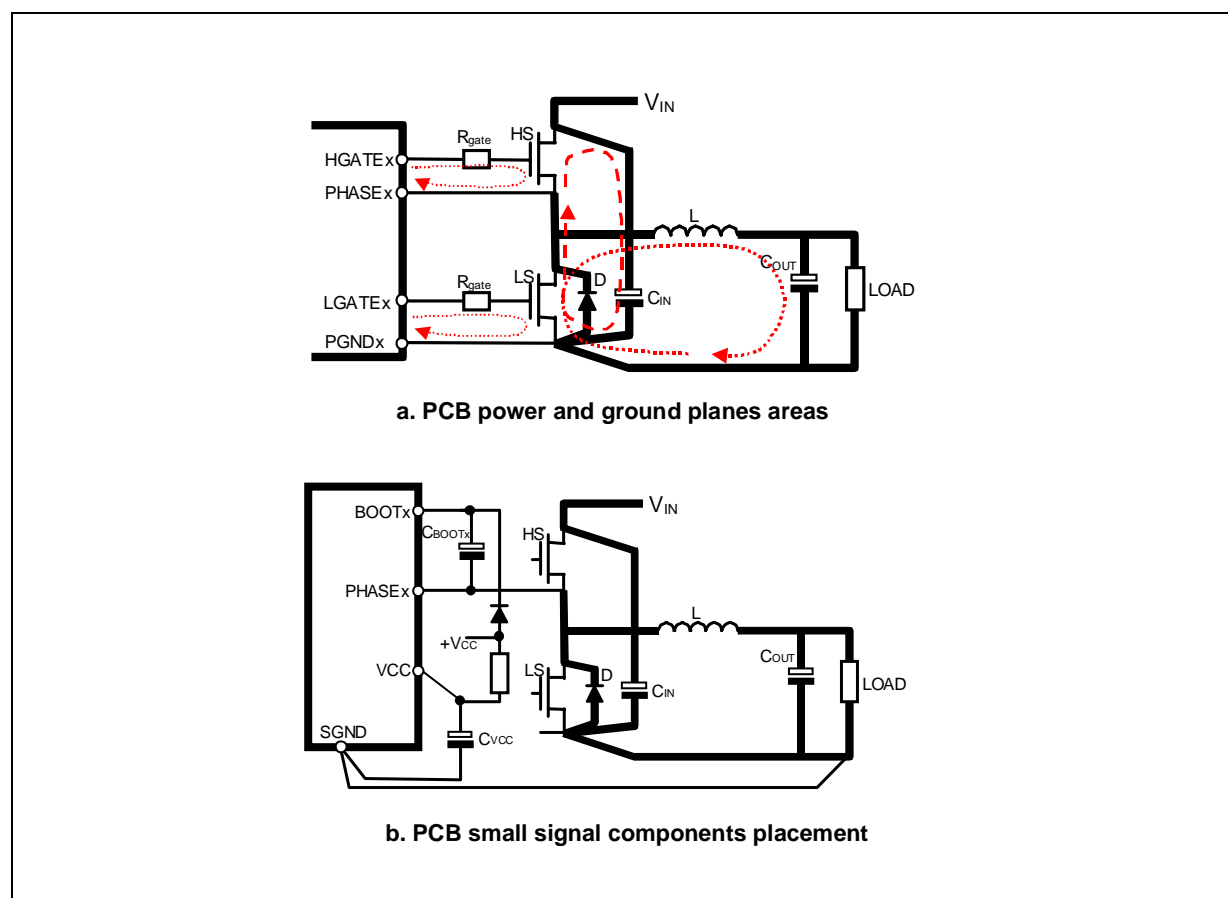 VIN
HS
Rgate
HGATEx
PHASEx
L
COUT
LS
D
Rgate
CIN
LOAD
LGATEx
PGNDx
a. PCB power and ground planes areas
VIN
BOOTx
CBOOTx
HS
PHASEx
L
+VCC
COUT
VCC
LS
D
CIN
LOAD
SGND
CVCC
b. PCB small signal components placement